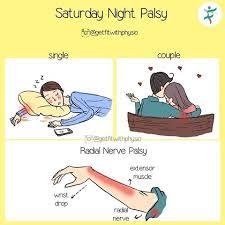 Saturday Night Palsy
@getfitwithphysio
single
couple
@getfitwithphysio
Radial Nerve Palsy
extensor
muscle
wrist
drop
radial
nerve